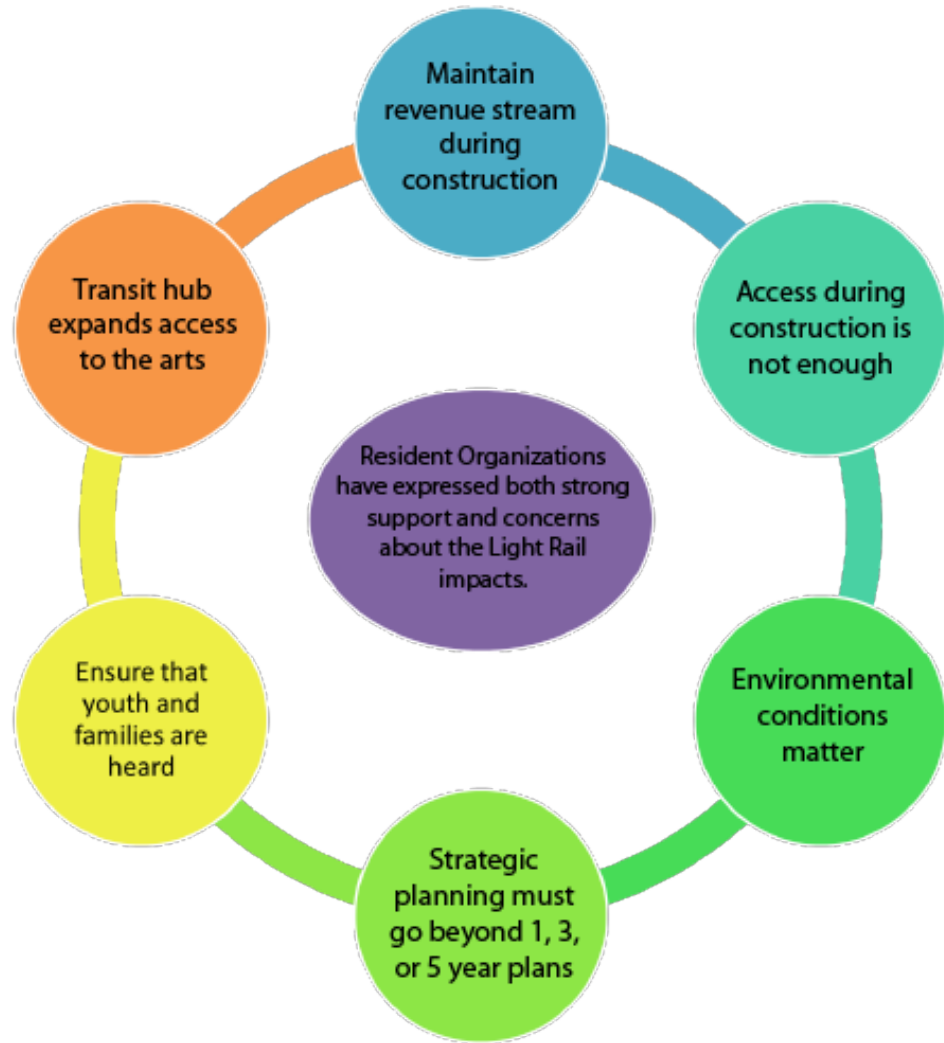 Maintain
revenue stream
during
construction
Access during
construction is
not enough
Environmental
conditions
matter
Strategic
planning must
go beyond 1, 3,
or 5 year plans
Ensure that
youth and
families are
heard
Transit hub
expands access
to the arts
Resident Organizations
have expressed both strong
support and concerns
about the Light Rail
impacts.